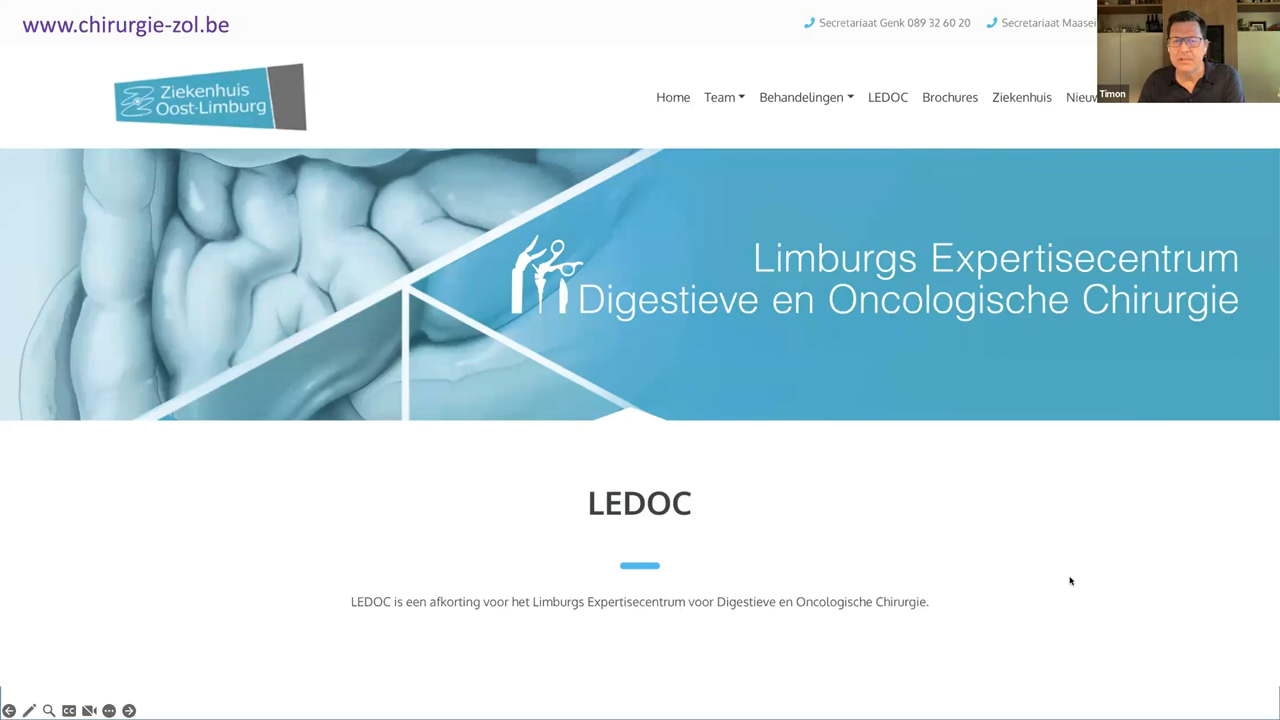 www.chirurgie-zol.be
Secretariaat Genk 089 32 60 20
Secretariaat
Timon
Ziekenhuis
Oost-Limburg
Home Team Behandelingen LEDOC Brochures Ziekenhuis
Limburgs Expertisecentrum
Digestieve en Oncologische Chirurgie
LEDOC
LEDOC is een afkorting voor het Limburgs Expertisecentrum voor Digestieve en Oncologische Chirurgie.
CC